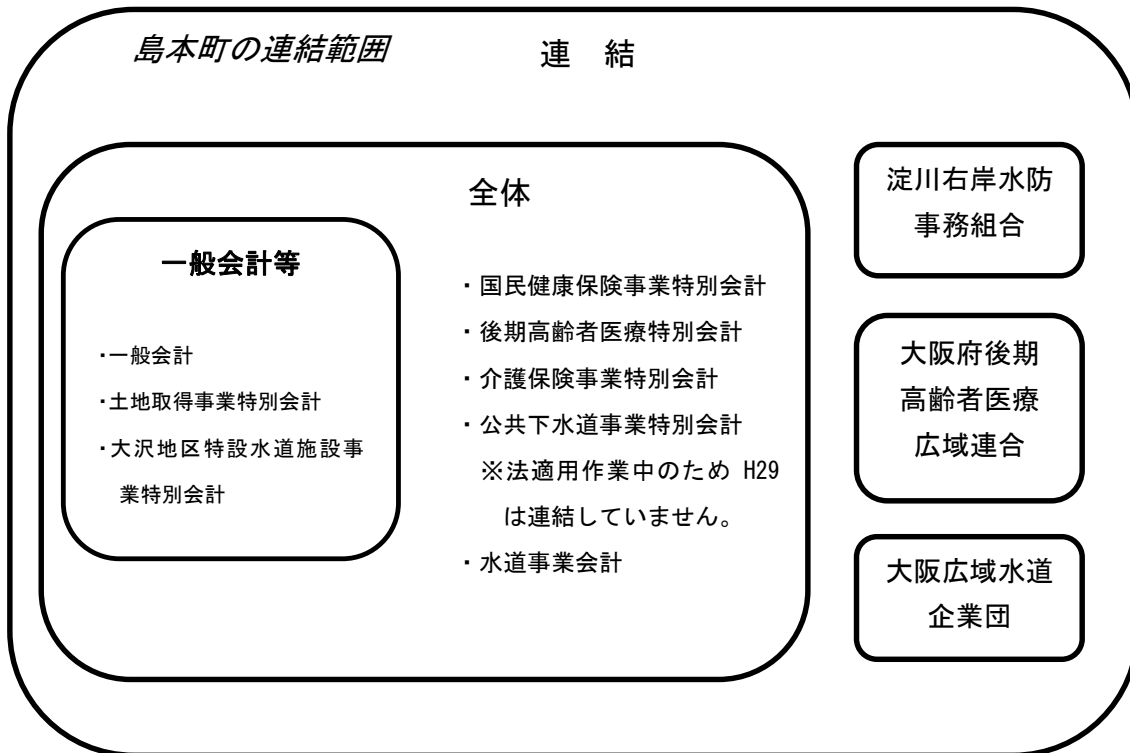 島本町の連結範囲
連 結
全体
一般会計等
・一般会計
・土地取得事業特別会計
・大沢地区特設水道施設事
業特別会計
・国民健康保険事業特別会計
・後期高齢者医療特別会計
・介護保険事業特別会計
・公共下水道事業特別会計
※法適用作業中のため H29
は連結していません。
・水道事業会計
淀川右岸水防
事務組合
大阪府後期
高齢者医療
広域連合
大阪広域水道
企業団